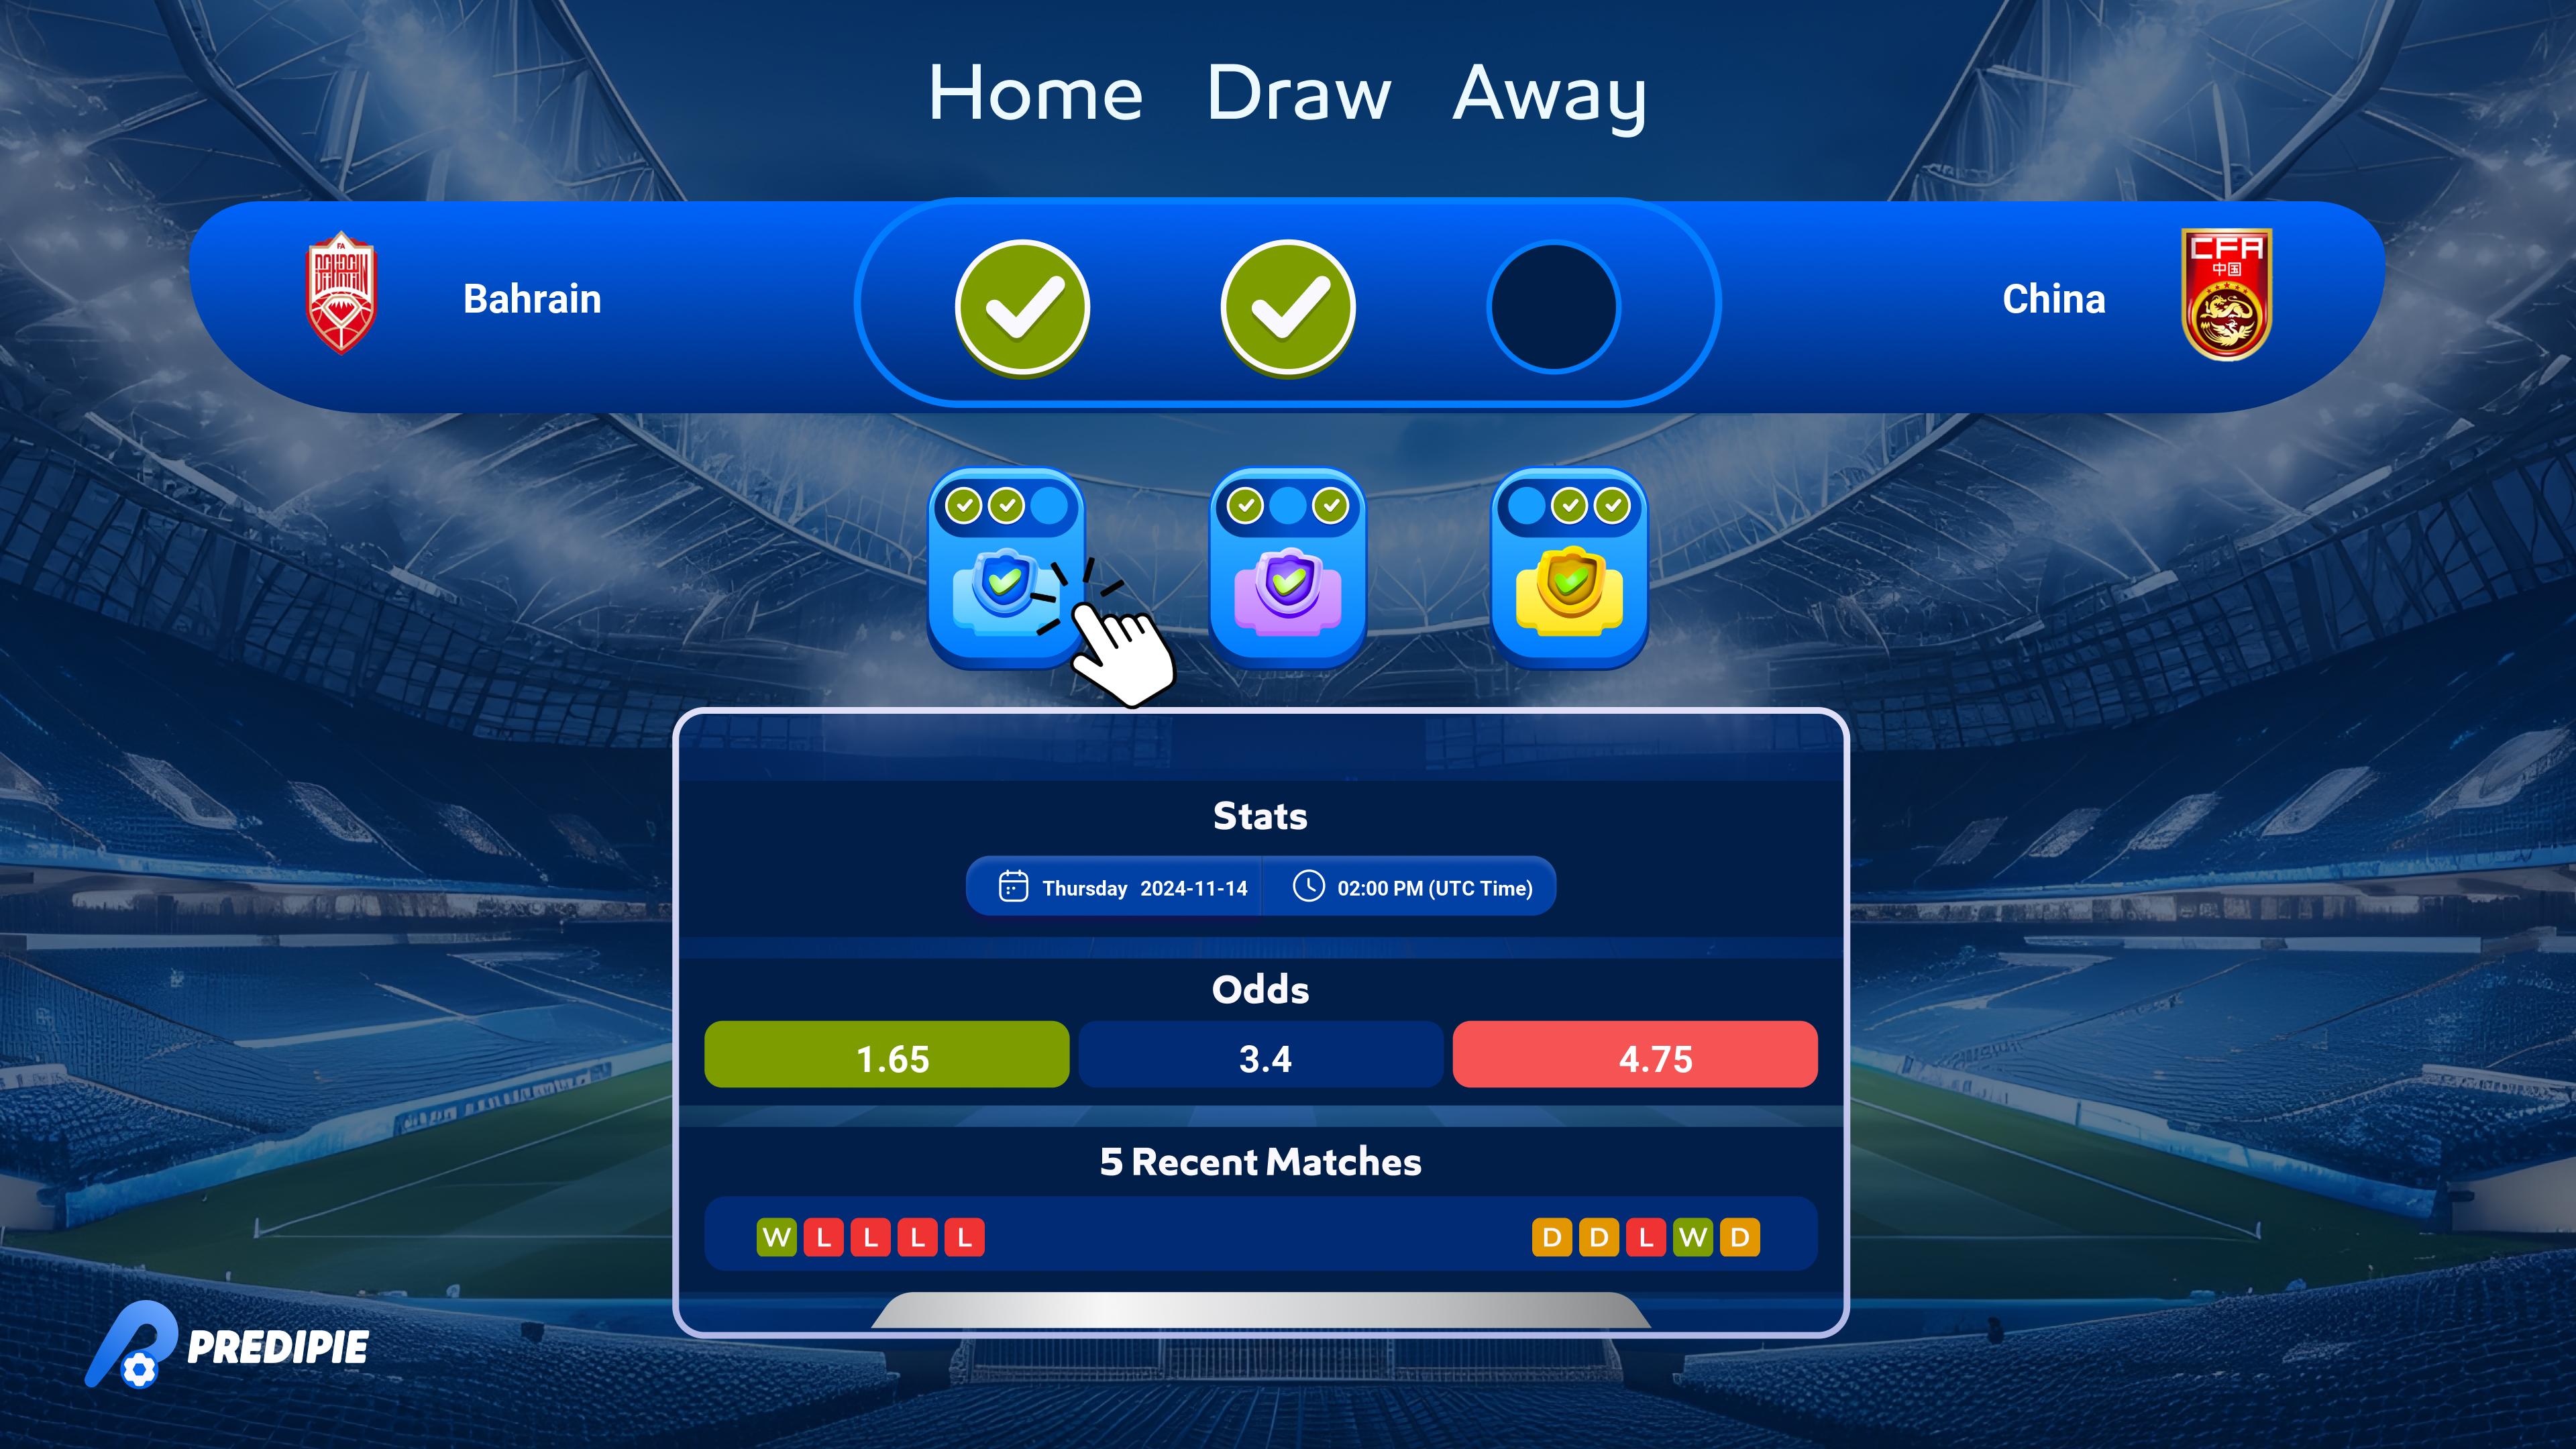 Home Draw Away
FA
BAHRAIN
Bahrain
China
CFA
中国
Stats
Thursday 2024-11-14
02:00 PM (UTC Time)
Odds
1.65 3.4 4.75
5 Recent Matches
W L L L L
D D L W D
PREDIPIE